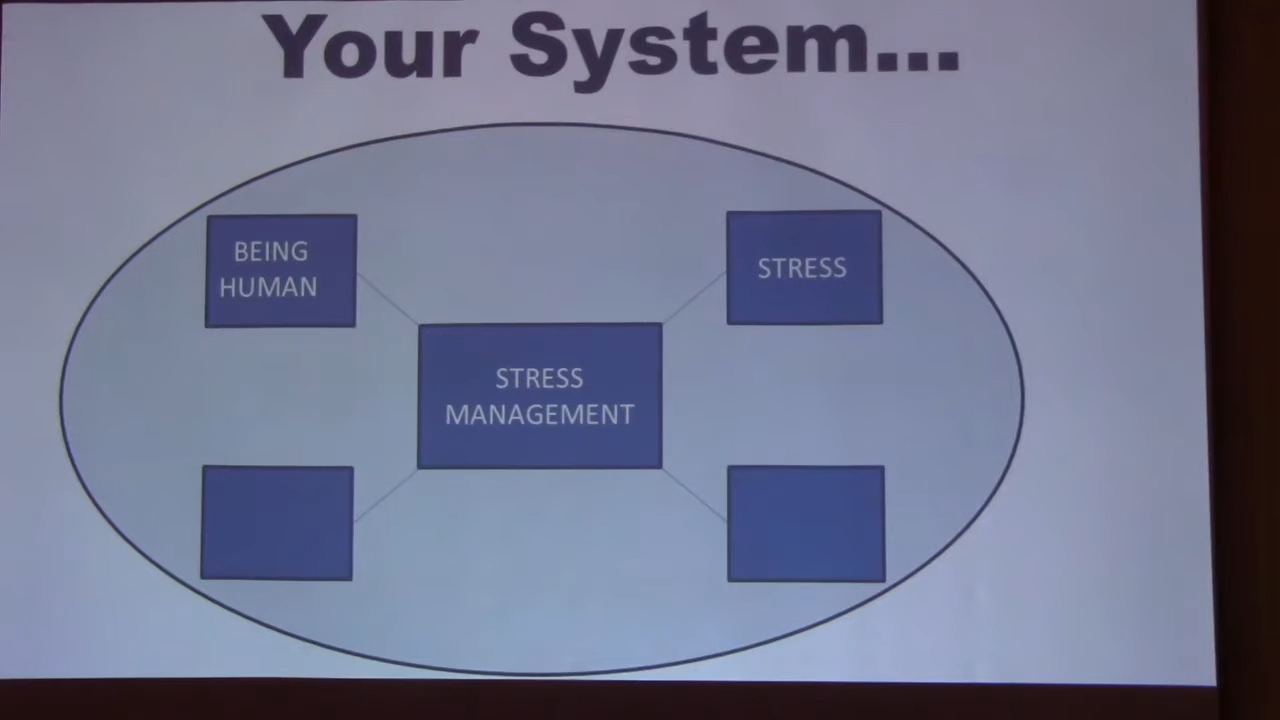 Your System...
BEING
HUMAN
STRESS
STRESS
MANAGEMENT